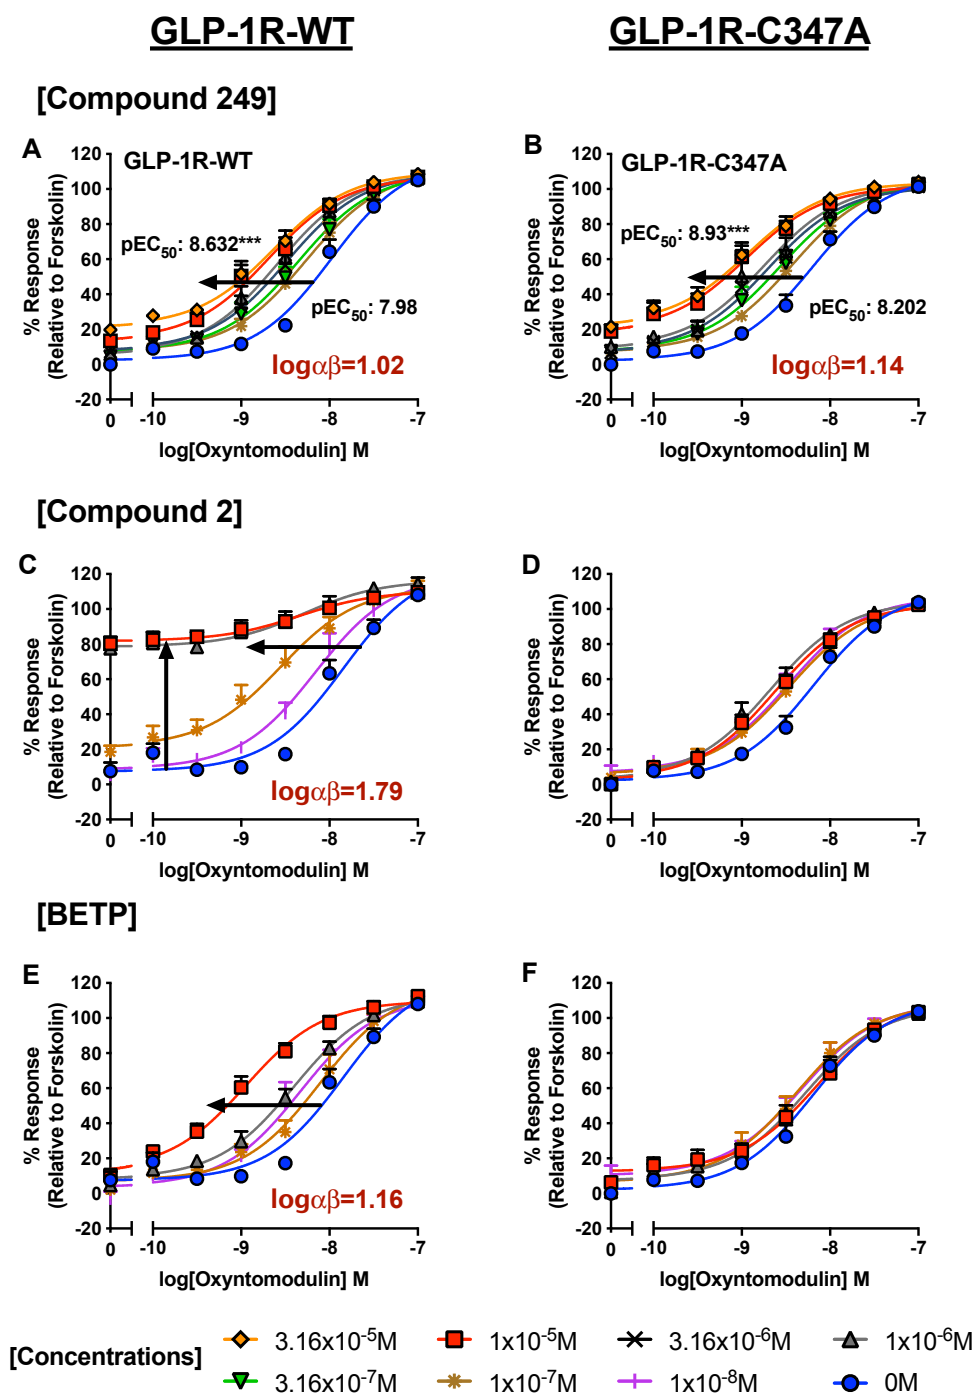 GLP-1R-WT GLP-1R-C347A
[Compound 249]
A
GLP-1R-WT
% Response
(Relative to Forskolin)
120
100
80
60
40
20
0
-20
pEC50: 8.632***
pEC50: 7.98
logαβ=1.02
0 -10 -9 -8 -7
log[Oxyntomodulin] M
B
GLP-1R-C347A
% Response
(Relative to Forskolin)
120
100
80
60
40
20
0
-20
pEC50: 8.93***
pEC50: 8.202
logαβ=1.14
0 -10 -9 -8 -7
log[Oxyntomodulin] M
[Compound 2]
C
% Response
(Relative to Forskolin)
120
100
80
60
40
20
0
-20
logαβ=1.79
0 -10 -9 -8 -7
log[Oxyntomodulin] M
D
% Response
(Relative to Forskolin)
120
100
80
60
40
20
0
-20
0 -10 -9 -8 -7
log[Oxyntomodulin] M
[BETP]
E
% Response
(Relative to Forskolin)
120
100
80
60
40
20
0
-20
logαβ=1.16
0 -10 -9 -8 -7
log[Oxyntomodulin] M
F
% Response
(Relative to Forskolin)
120
100
80
60
40
20
0
-20
0 -10 -9 -8 -7
log[Oxyntomodulin] M
[Concentrations]
3.16x10⁻⁵M 1x10⁻⁵M 3.16x10⁻⁶M 1x10⁻⁶M
3.16x10⁻⁷M 1x10⁻⁷M 1x10⁻⁸M 0M